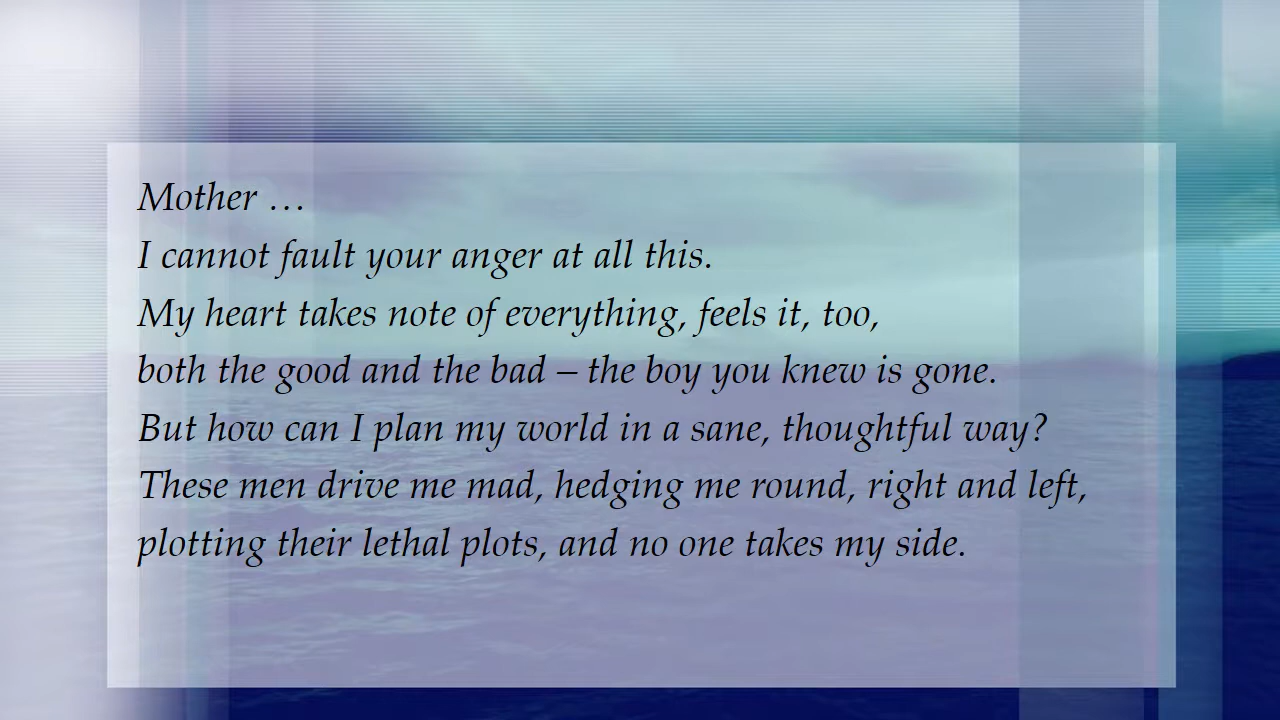 Mother …
I cannot fault your anger at all this.
My heart takes note of everything, feels it, too,
both the good and the bad – the boy you knew is gone.
But how can I plan my world in a sane, thoughtful way?
These men drive me mad, hedging me round, right and left,
plotting their lethal plots, and no one takes my side.